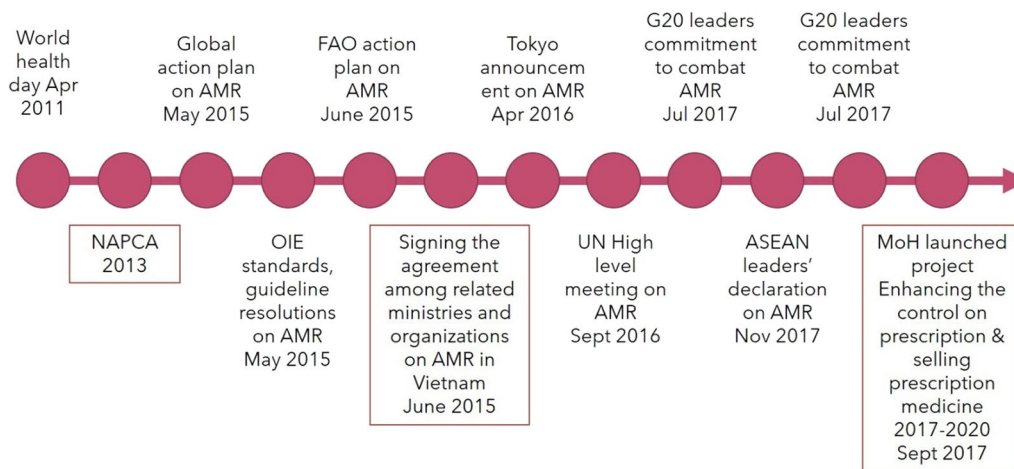 World
health
day Apr
2011
Global
action plan
on AMR
May 2015
FAO action
plan on
AMR
June 2015
Tokyo
announcem
ent on AMR
Apr 2016
G20 leaders
commitment
to combat
AMR
Jul 2017
G20 leaders
commitment
to combat
AMR
Jul 2017
NAPCA
2013
OIE
standards,
guideline
resolutions
on AMR
May 2015
Signing the
agreement
among related
ministries and
organizations
on AMR in
Vietnam
June 2015
UN High
level
meeting on
AMR
Sept 2016
ASEAN
leaders’
declaration
on AMR
Nov 2017
MoH launched
project
Enhancing the
control on
prescription &
selling
prescription
medicine
2017-2020
Sept 2017